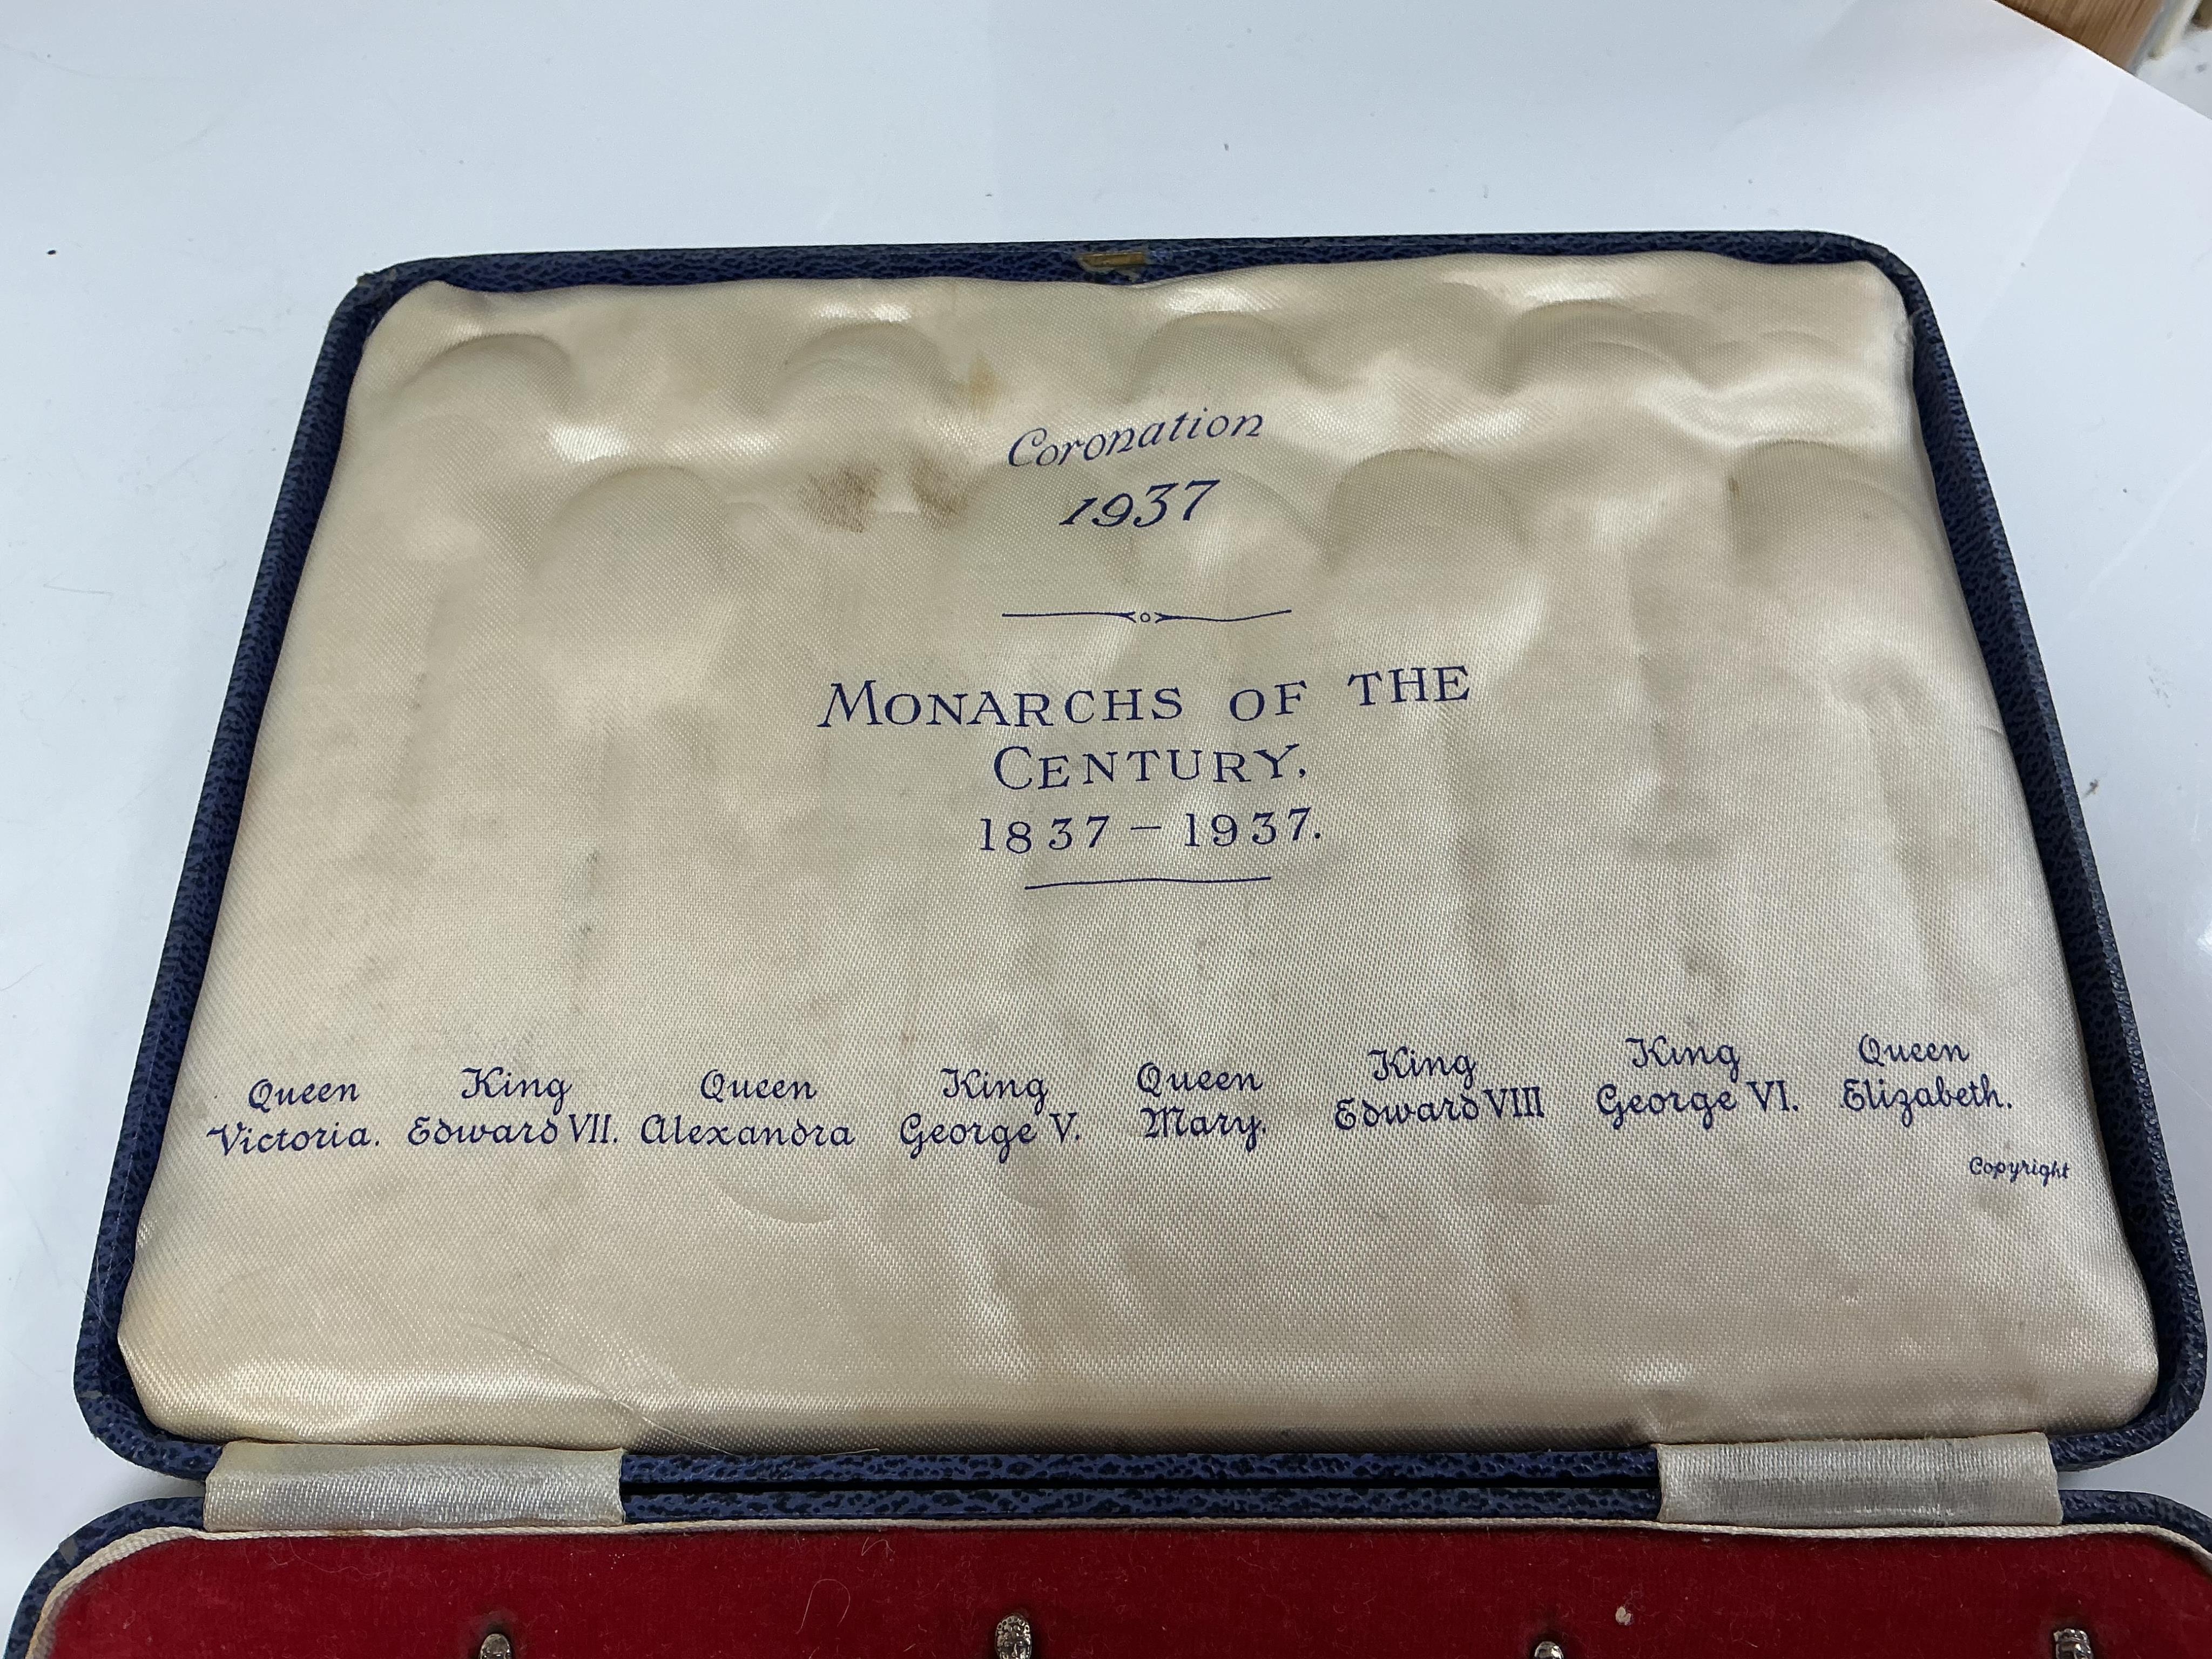 Coronation
1937
MONARCHS OF THE
CENTURY.
1837 – 1937.
Queen Victoria.
King Edward VII.
Queen Alexandra
King George V.
Queen Mary.
King Edward VIII
King George VI.
Queen Elizabeth.
Copyright